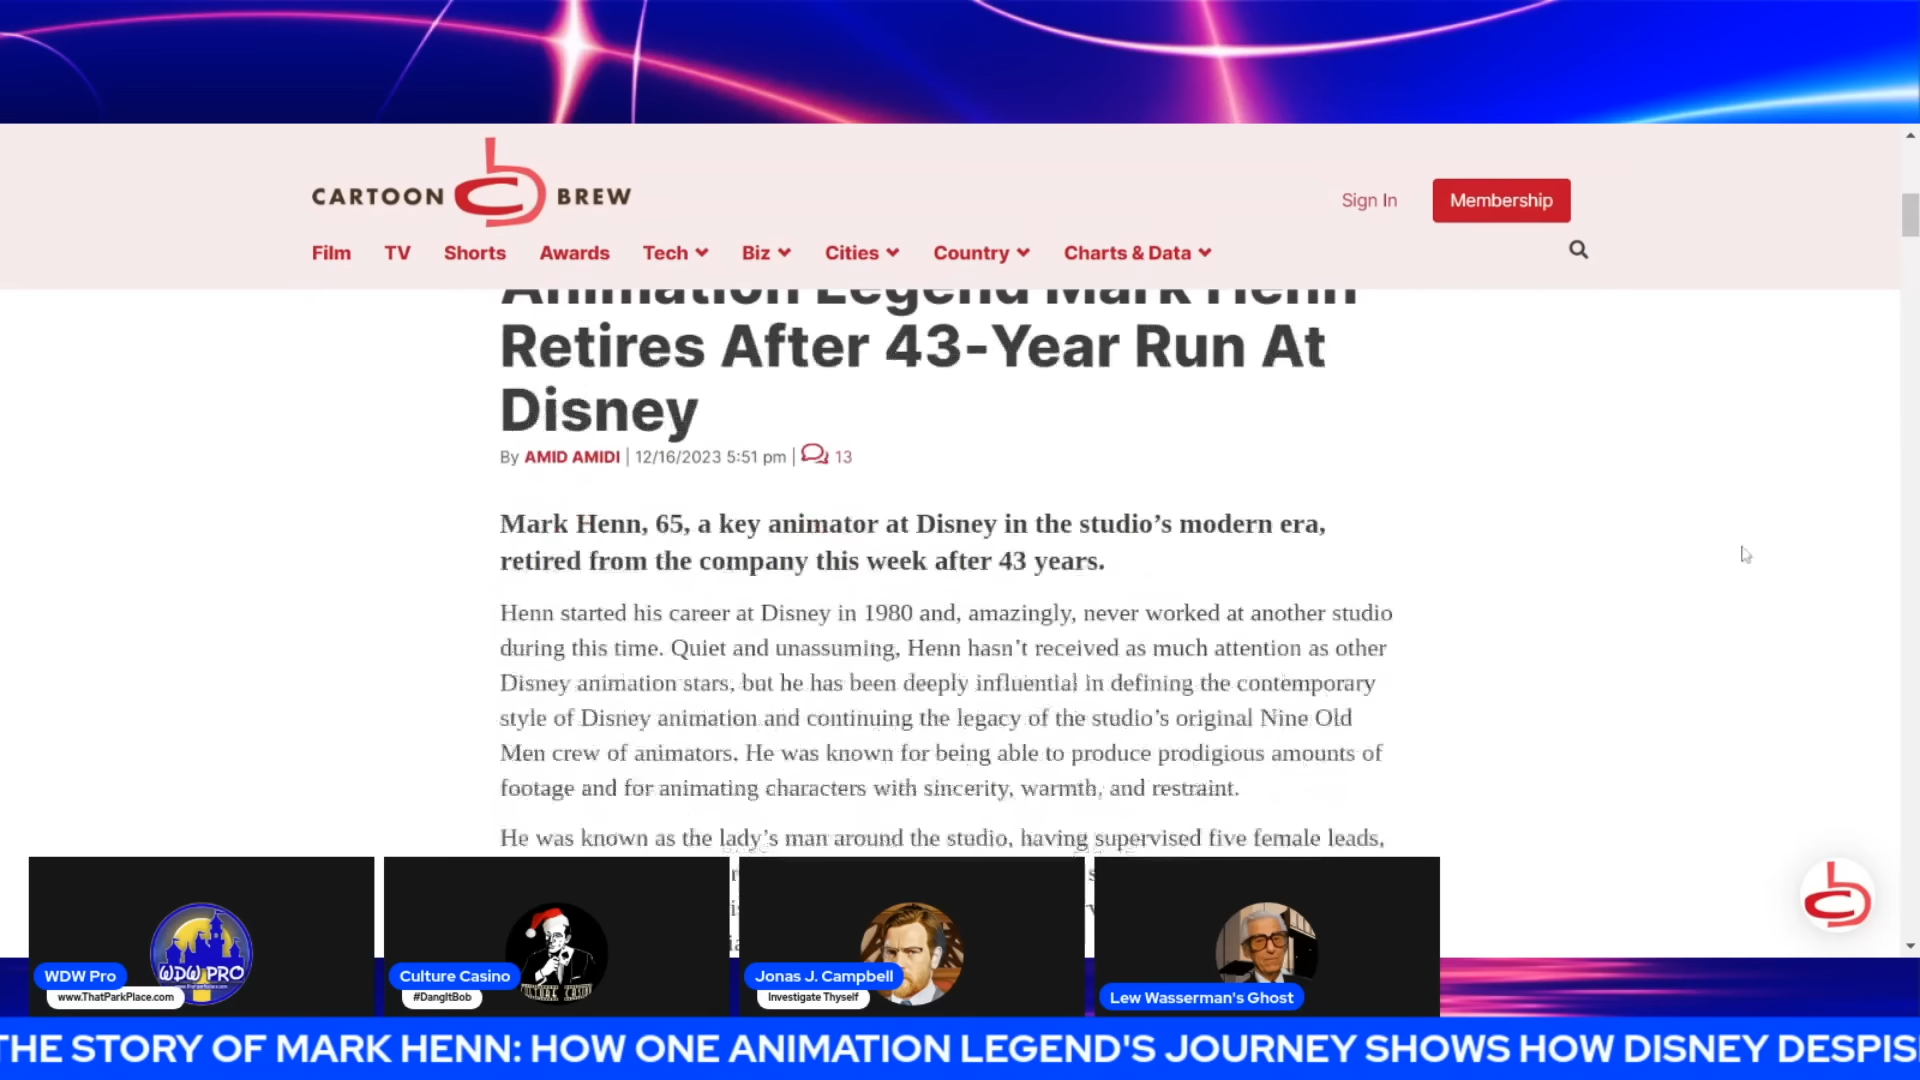 CARTOON BREW
Sign In
Membership
Film TV Shorts Awards Tech Biz Cities Country Charts & Data
Animation Legend Mark Henn
Retires After 43-Year Run At
Disney
By AMID AMIDI | 12/16/2023 5:51 pm | 13
Mark Henn, 65, a key animator at Disney in the studio’s modern era,
retired from the company this week after 43 years.
Henn started his career at Disney in 1980 and, amazingly, never worked at another studio
during this time. Quiet and unassuming, Henn hasn’t received as much attention as other
Disney animation stars, but he has been deeply influential in defining the contemporary
style of Disney animation and continuing the legacy of the studio’s original Nine Old
Men crew of animators. He was known for being able to produce prodigious amounts of
footage and for animating characters with sincerity, warmth, and restraint.
He was known as the lady’s man around the studio, having supervised five female leads,
WDW PRO
WDW Pro
www.ThatParkPlace.com
Culture Casino
#DangItBob
Jonas J. Campbell
Investigate Thyself
Lew Wasserman's Ghost
THE STORY OF MARK HENN: HOW ONE ANIMATION LEGEND'S JOURNEY SHOWS HOW DISNEY DESPIS